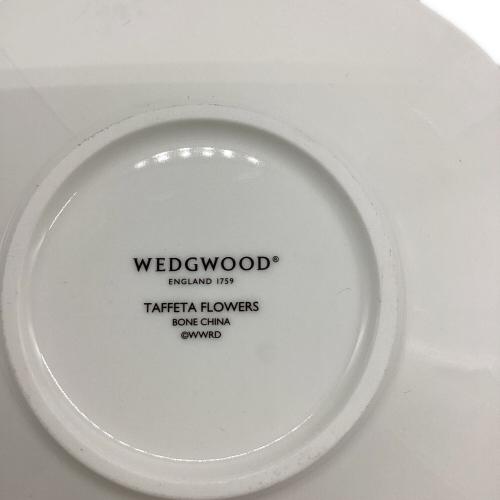 WEDGWOOD®
ENGLAND 1759
TAFFETA FLOWERS
BONE CHINA
©WWRD